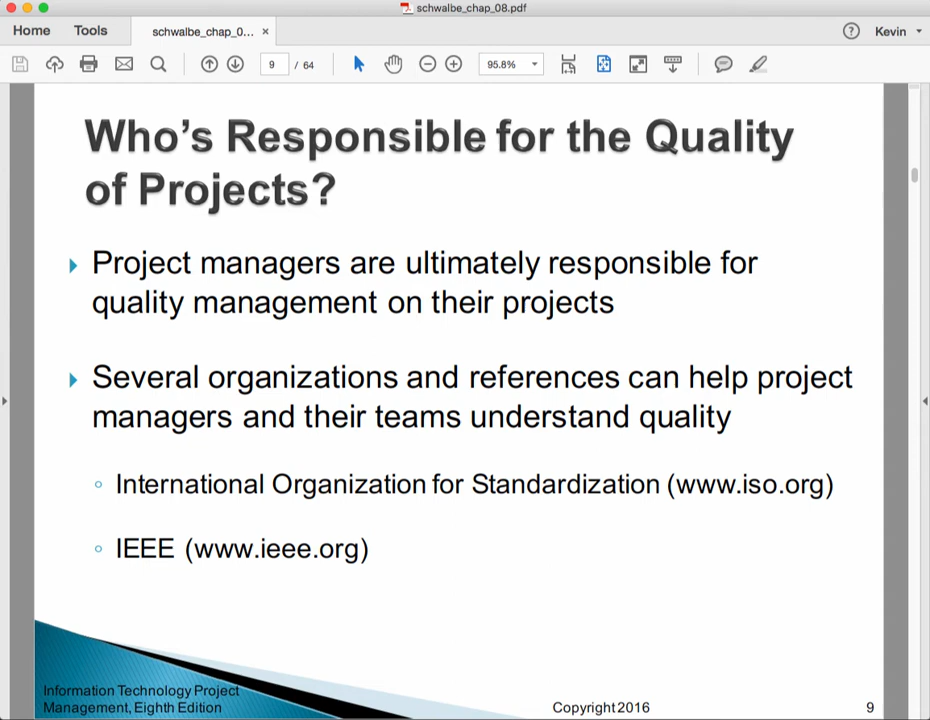 schwalbe_chap_08.pdf
Home Tools schwalbe_chap_0... × ? Kevin
9 / 64 95.8%
Who's Responsible for the Quality
of Projects?
Project managers are ultimately responsible for
quality management on their projects
Several organizations and references can help project
managers and their teams understand quality
International Organization for Standardization (www.iso.org)
IEEE (www.ieee.org)
Information Technology Project
Management, Eighth Edition Copyright 2016 9